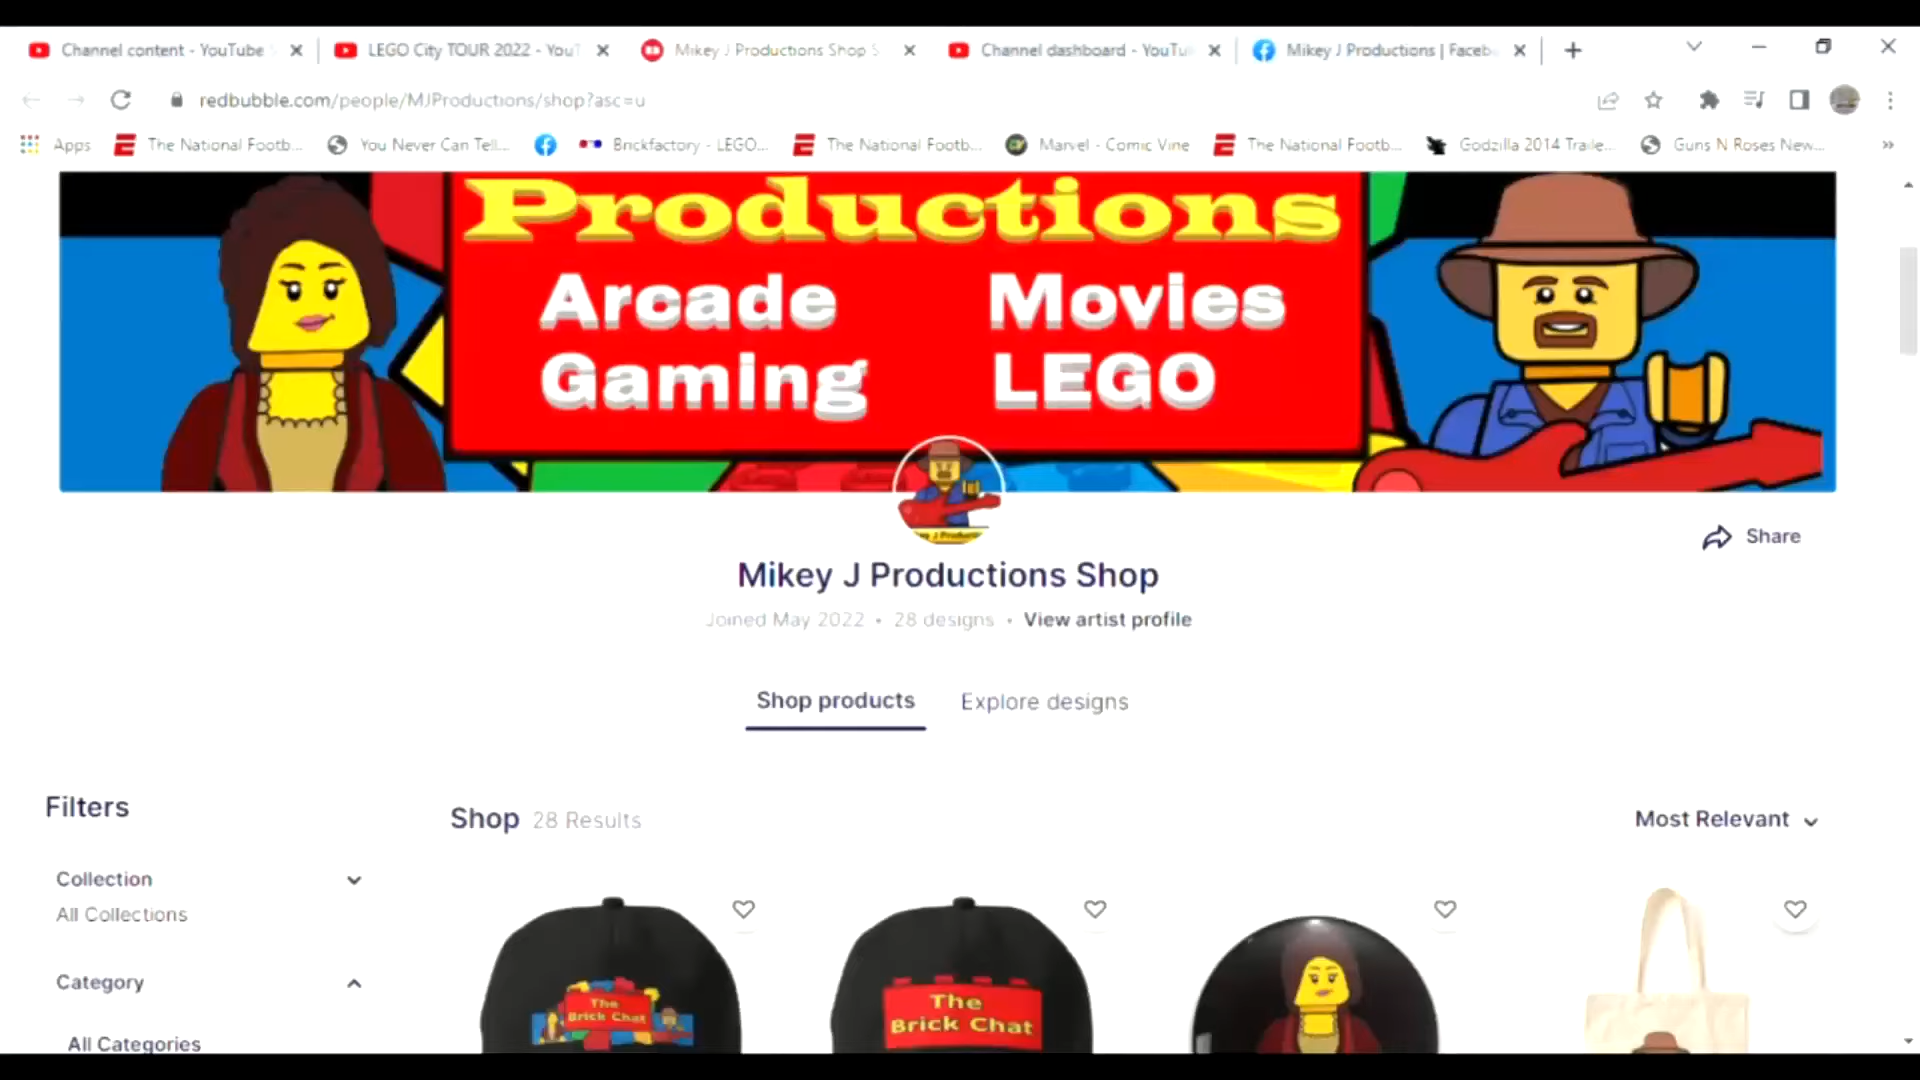 Channel content - YouTube
LEGO City TOUR 2022 - YouT
Mikey J Productions Shop S
Channel dashboard - YouTu
Mikey J Productions | Faceb
redbubble.com/people/MJProductions/shop?asc=u
Apps
The National Footb...
You Never Can Tell...
Brickfactory - LEGO...
The National Footb...
Marvel - Comic Vine
The National Footb...
Godzilla 2014 Traile...
Guns N Roses New...
Productions
Arcade Movies
Gaming LEGO
Share
Mikey J Productions Shop
Joined May 2022 • 28 designs • View artist profile
Shop products
Explore designs
Filters
Shop 28 Results
Most Relevant
Collection
All Collections
Category
All Categories
The
Brick Chat
The
Brick Chat